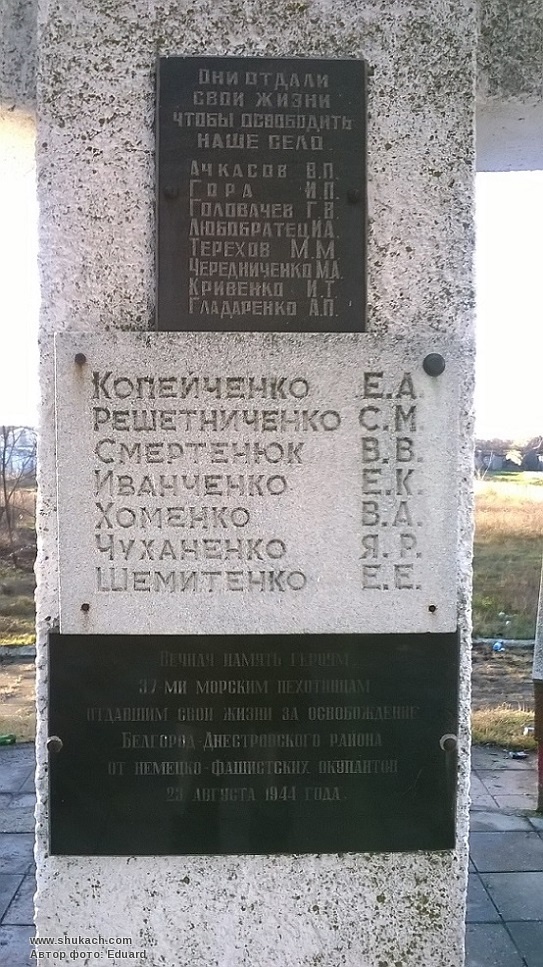 Они отдали
свои жизни
чтобы освободить
наше село.
Ачкасов В.П.
Гора И.П.
Головачев Г.В.
Любобратец И.А.
Терехов М.М.
Чередниченко М.А.
Кривенко И.Т.
Гладаренко А.П.
Копейченко Е.А.
Решетниченко С.М.
Смертенюк В.В.
Иванченко Е.К.
Хоменко В.А.
Чуханенко Я.Р.
Шемитенко Е.Е.
Вечная память героям
37-ми морским пехотинцам
отдавшим свои жизни за освобождение
Белгород-Днестровского района
от немецко-фашистских окупантов
23 августа 1944 года.
www.shukach.com
Автор фото: Eduard